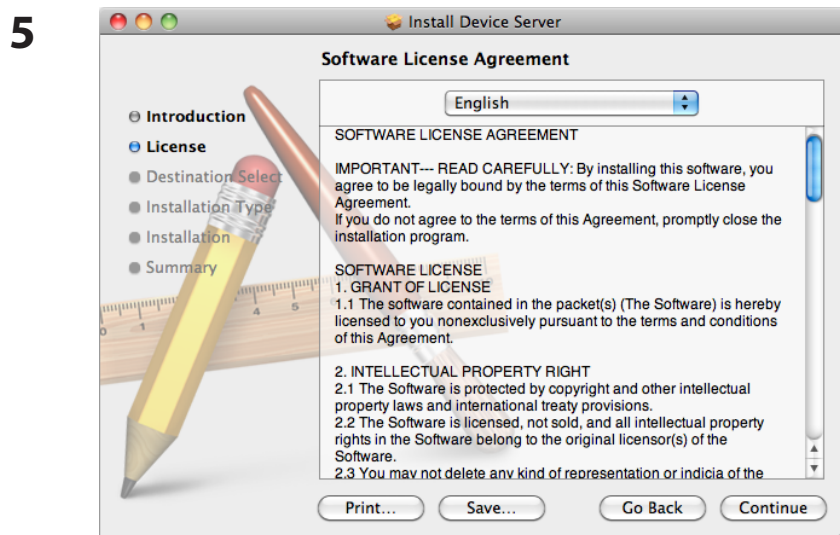 5
Install Device Server
Software License Agreement
Introduction
License
Destination Select
Installation Type
Installation
Summary
English
SOFTWARE LICENSE AGREEMENT
IMPORTANT--- READ CAREFULLY: By installing this software, you
agree to be legally bound by the terms of this Software License
Agreement.
If you do not agree to the terms of this Agreement, promptly close the
installation program.
SOFTWARE LICENSE
1. GRANT OF LICENSE
1.1 The software contained in the packet(s) (The Software) is hereby
licensed to you nonexclusively pursuant to the terms and conditions
of this Agreement.
2. INTELLECTUAL PROPERTY RIGHT
2.1 The Software is protected by copyright and other intellectual
property laws and international treaty provisions.
2.2 The Software is licensed, not sold, and all intellectual property
rights in the Software belong to the original licensor(s) of the
Software.
2.3 You may not delete any kind of representation or indicia of the
0 1 4 5
Print... Save... Go Back Continue